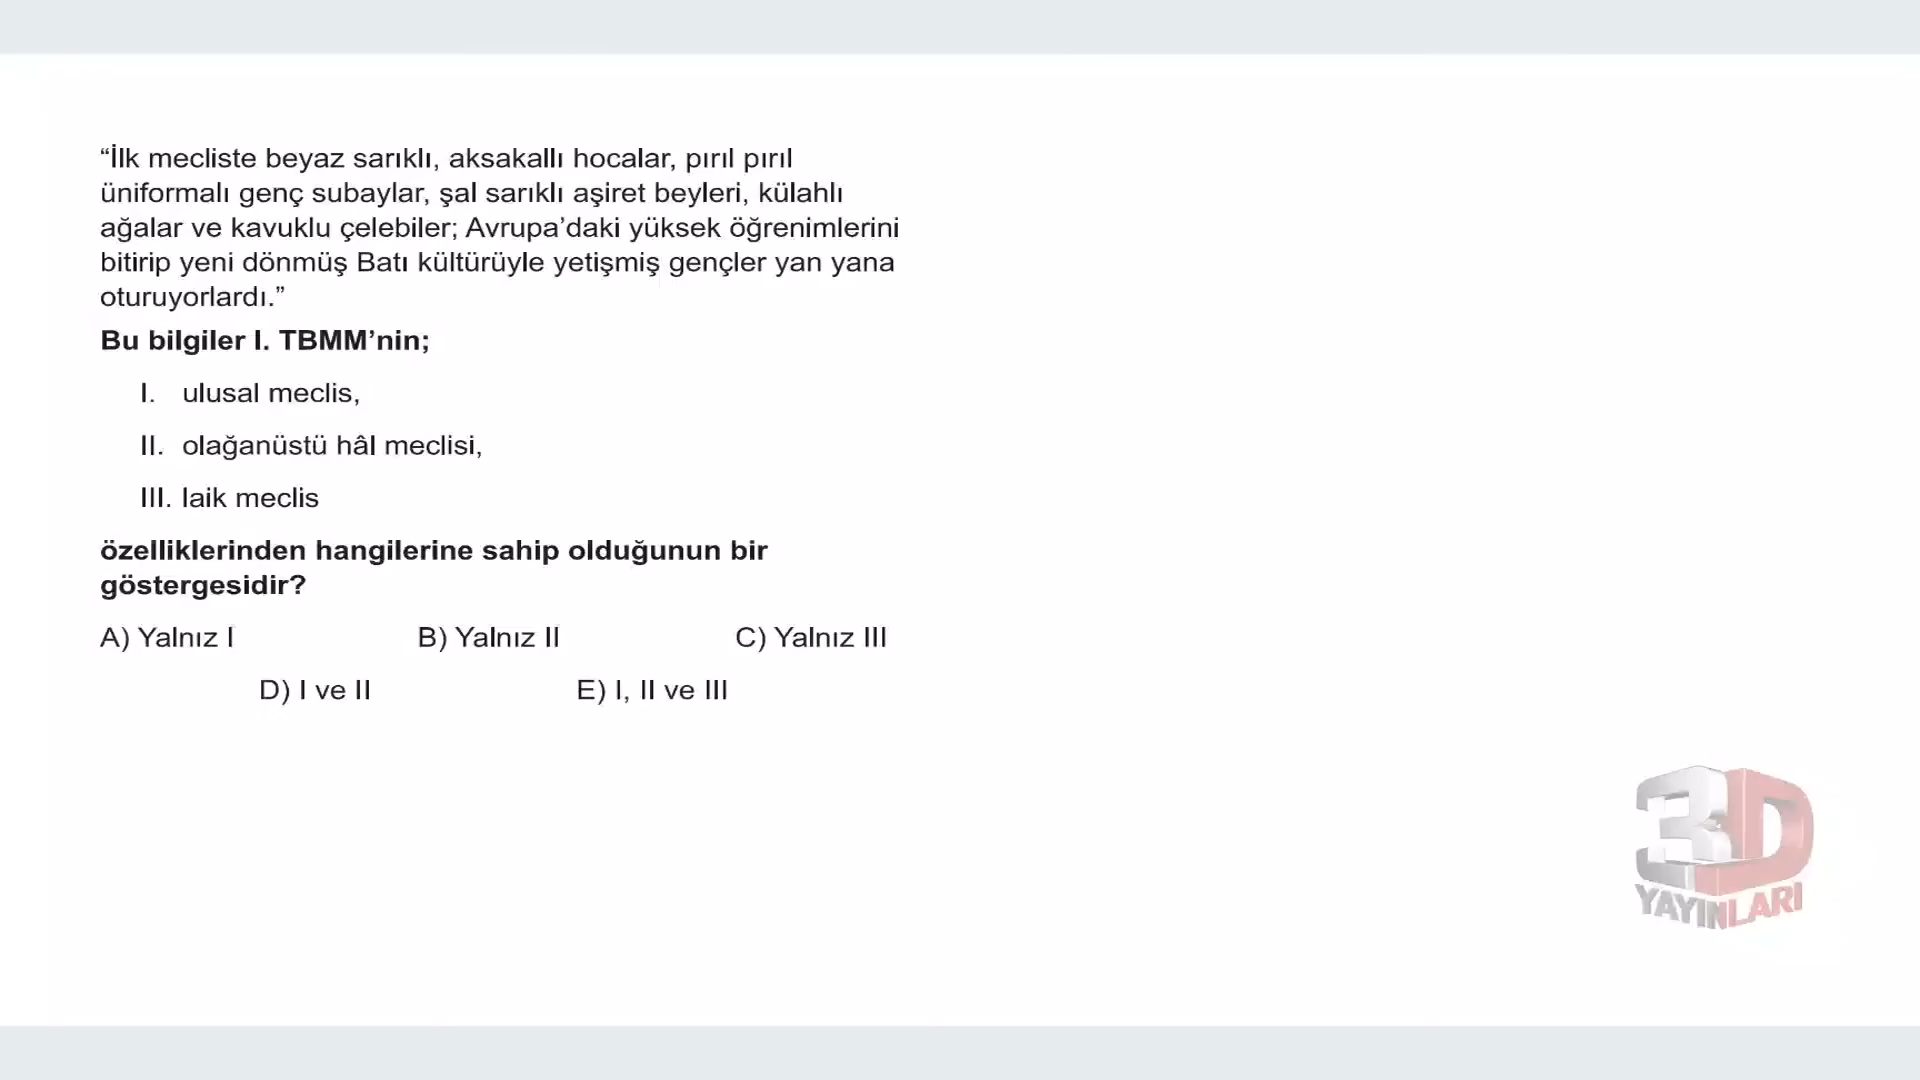 “İlk mecliste beyaz sarıklı, aksakallı hocalar, pırıl pırıl
üniformalı genç subaylar, şal sarıklı aşiret beyleri, külahlı
ağalar ve kavuklu çelebiler; Avrupa’daki yüksek öğrenimlerini
bitirip yeni dönmüş Batı kültürüyle yetişmiş gençler yan yana
oturuyorlardı.”
Bu bilgiler I. TBMM’nin;
I. ulusal meclis,
II. olağanüstü hâl meclisi,
III. laik meclis
özelliklerinden hangilerine sahip olduğunun bir
göstergesidir?
A) Yalnız I B) Yalnız II C) Yalnız III
D) I ve II E) I, II ve III
3D
YAYINLARI